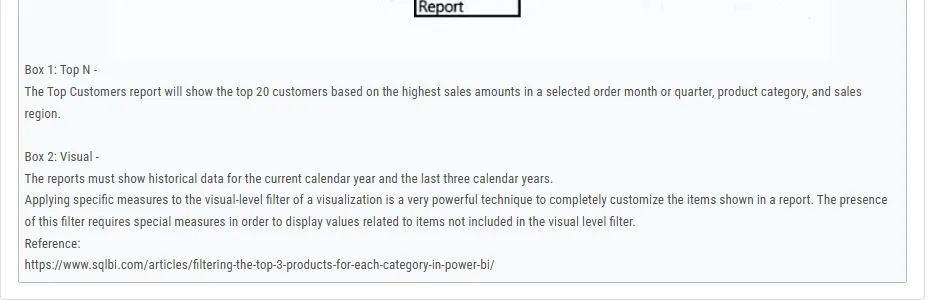 Report
Box 1: Top N -
The Top Customers report will show the top 20 customers based on the highest sales amounts in a selected order month or quarter, product category, and sales
region.
Box 2: Visual -
The reports must show historical data for the current calendar year and the last three calendar years.
Applying specific measures to the visual-level filter of a visualization is a very powerful technique to completely customize the items shown in a report. The presence
of this filter requires special measures in order to display values related to items not included in the visual level filter.
Reference:
https://www.sqlbi.com/articles/filtering-the-top-3-products-for-each-category-in-power-bi/